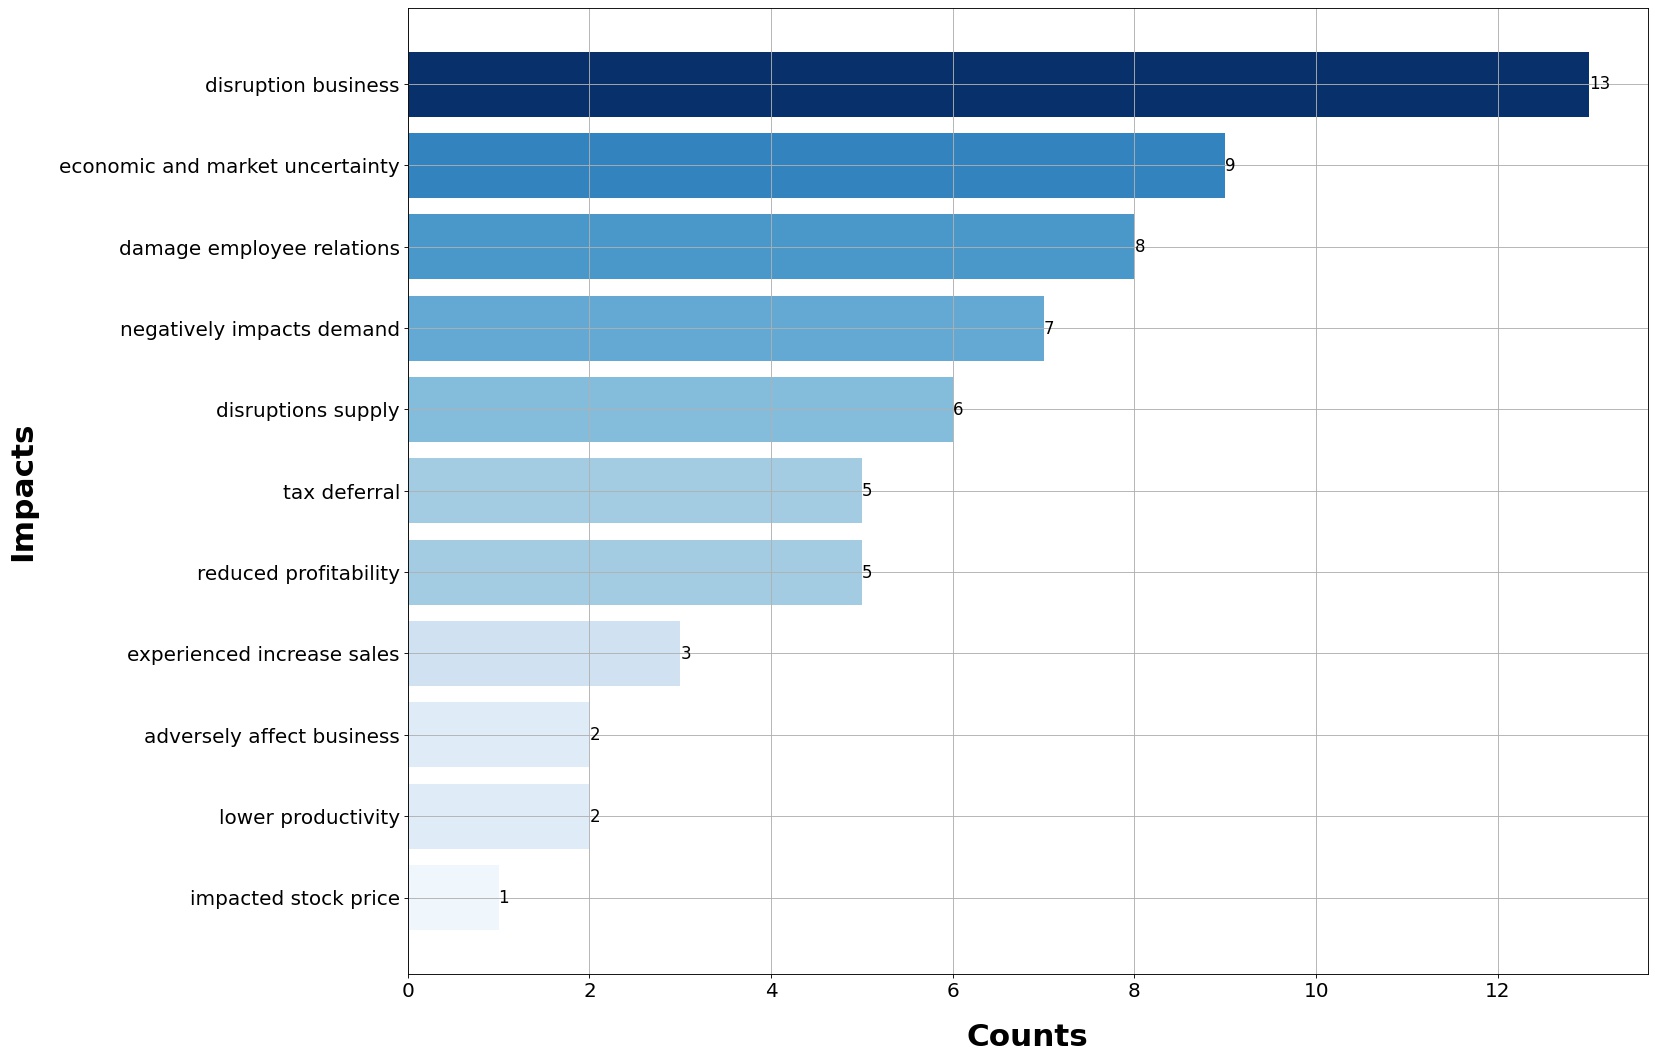 disruption business
13
economic and market uncertainty
9
damage employee relations
8
negatively impacts demand
7
disruptions supply
6
tax deferral
5
reduced profitability
5
experienced increase sales
3
adversely affect business
2
lower productivity
2
impacted stock price
1
Impacts
0 2 4 6 8 10 12
Counts